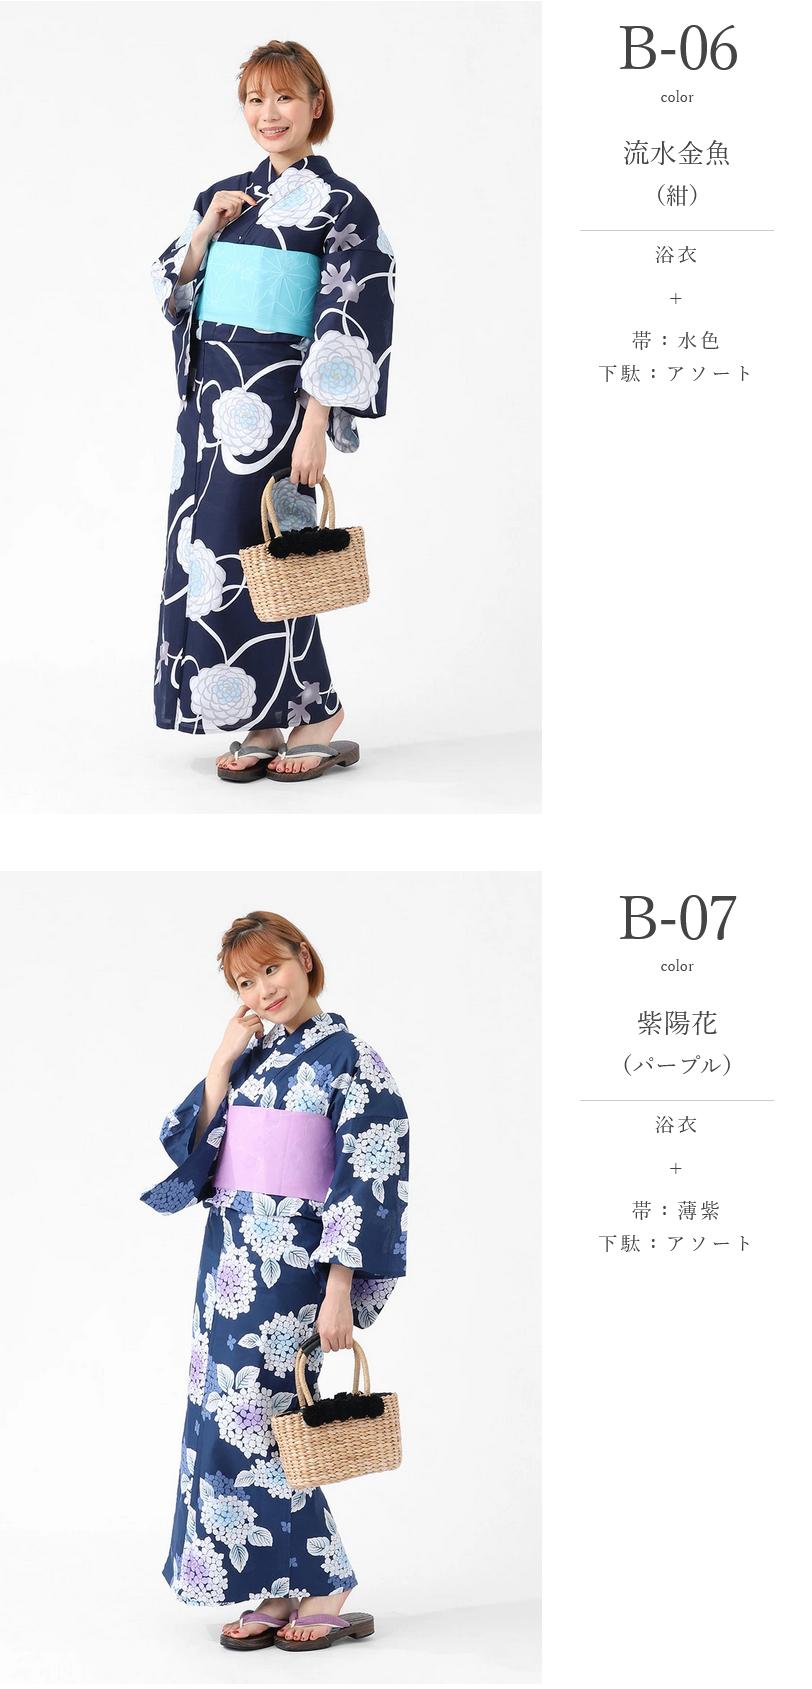 B-06
color
流水金魚
（紺）
浴衣
+
帯：水色
下駄：アソート
B-07
color
紫陽花
（パープル）
浴衣
+
帯：薄紫
下駄：アソート